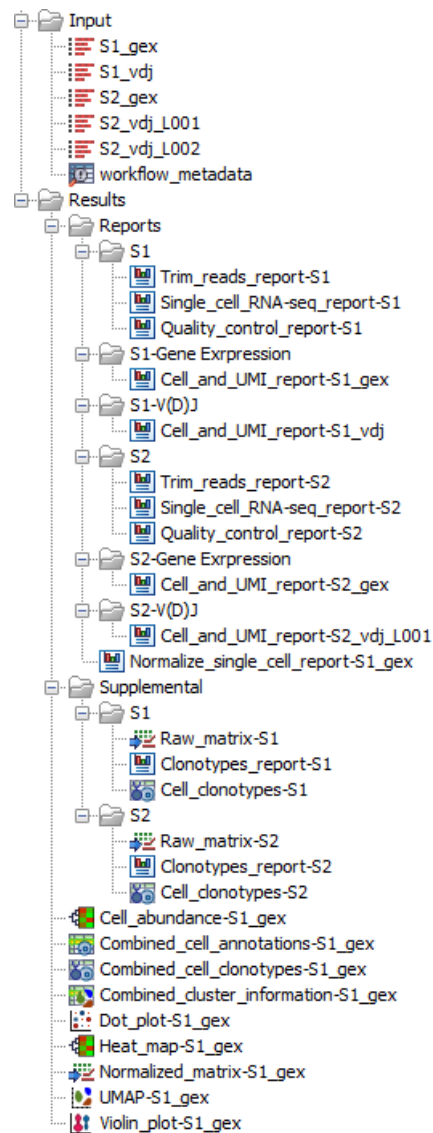 Input
S1_gex
S1_vdj
S2_gex
S2_vdj_L001
S2_vdj_L002
workflow_metadata
Results
Reports
S1
Trim_reads_report-S1
Single_cell_RNA-seq_report-S1
Quality_control_report-S1
S1-Gene Exrpression
Cell_and_UMI_report-S1_gex
S1-V(D)J
Cell_and_UMI_report-S1_vdj
S2
Trim_reads_report-S2
Single_cell_RNA-seq_report-S2
Quality_control_report-S2
S2-Gene Exrpression
Cell_and_UMI_report-S2_gex
S2-V(D)J
Cell_and_UMI_report-S2_vdj_L001
Normalize_single_cell_report-S1_gex
Supplemental
S1
Raw_matrix-S1
Clonotypes_report-S1
Cell_clonotypes-S1
S2
Raw_matrix-S2
Clonotypes_report-S2
Cell_clonotypes-S2
Cell_abundance-S1_gex
Combined_cell_annotations-S1_gex
Combined_cell_clonotypes-S1_gex
Combined_cluster_information-S1_gex
Dot_plot-S1_gex
Heat_map-S1_gex
Normalized_matrix-S1_gex
UMAP-S1_gex
Violin_plot-S1_gex